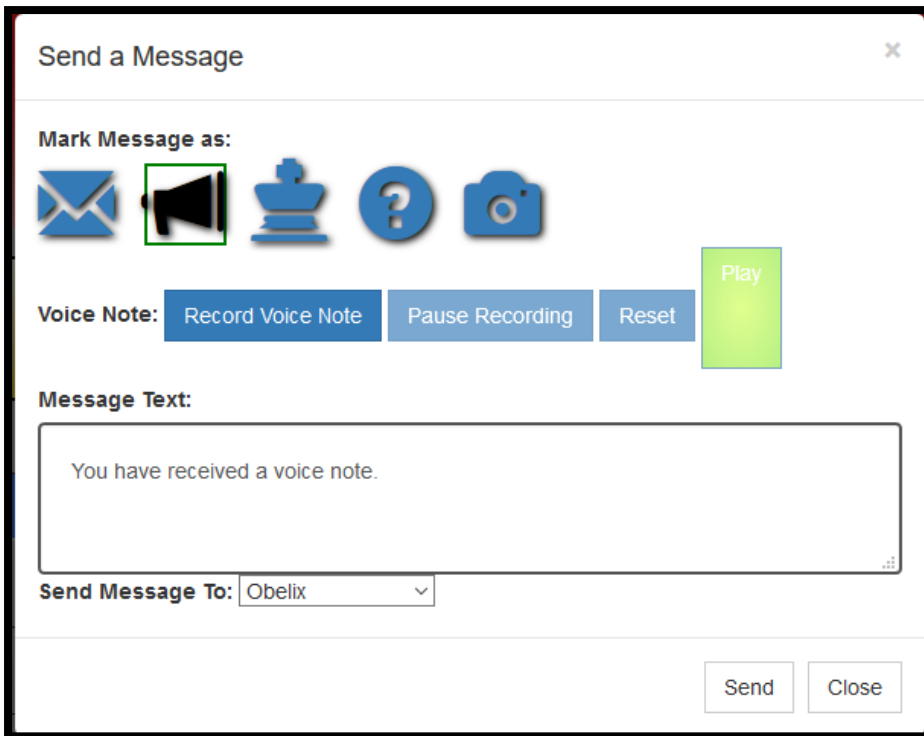 Send a Message
×
Mark Message as:
Voice Note: Record Voice Note Pause Recording Reset Play
Message Text:
You have received a voice note.
Send Message To: Obelix
Send Close